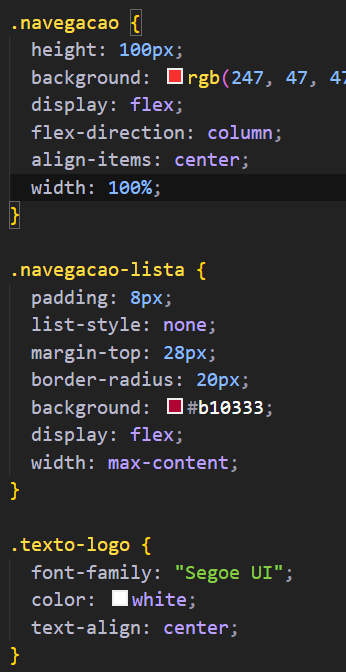 .navegacao {
height: 100px;
background: rgb(247, 47, 47
display: flex;
flex-direction: column;
align-items: center;
width: 100%;
}
.navegacao-lista {
padding: 8px;
list-style: none;
margin-top: 28px;
border-radius: 20px;
background: #b10333;
display: flex;
width: max-content;
}
.texto-logo {
font-family: "Segoe UI";
color: white;
text-align: center;
}